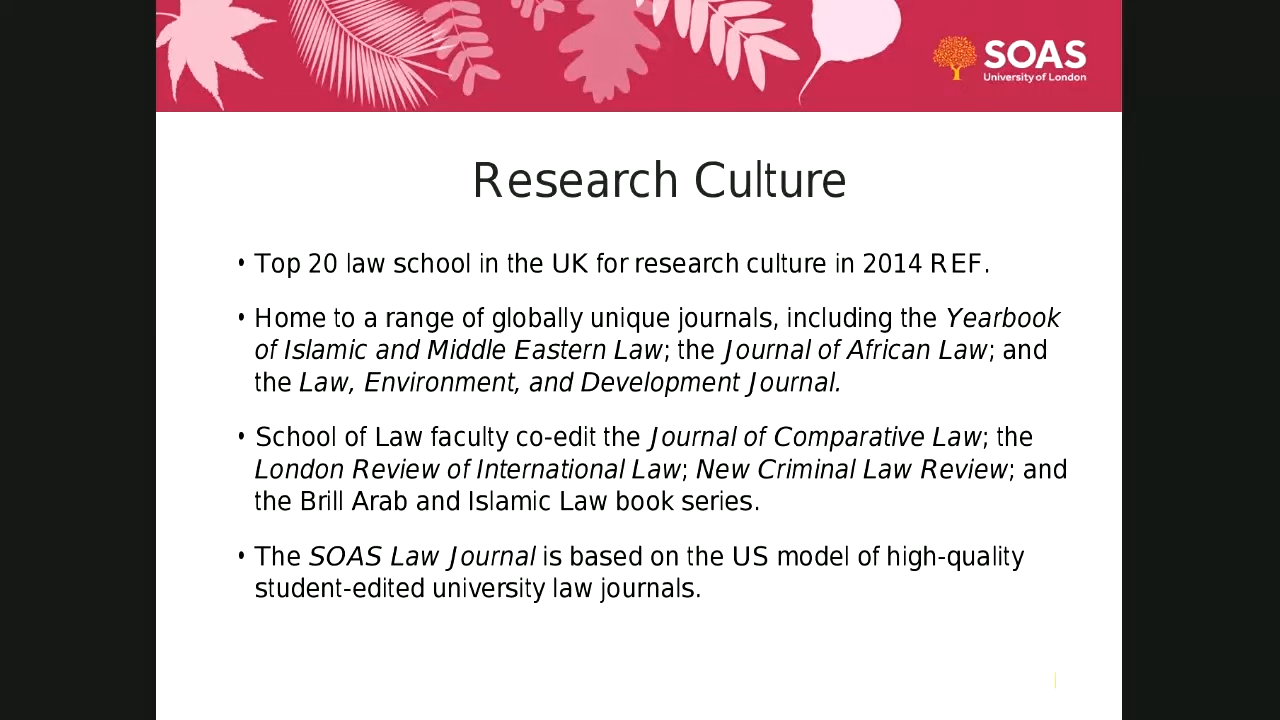 SOAS
University of London
Research Culture
• Top 20 law school in the UK for research culture in 2014 REF.
• Home to a range of globally unique journals, including the Yearbook
of Islamic and Middle Eastern Law; the Journal of African Law; and
the Law, Environment, and Development Journal.
• School of Law faculty co-edit the Journal of Comparative Law; the
London Review of International Law; New Criminal Law Review; and
the Brill Arab and Islamic Law book series.
• The SOAS Law Journal is based on the US model of high-quality
student-edited university law journals.